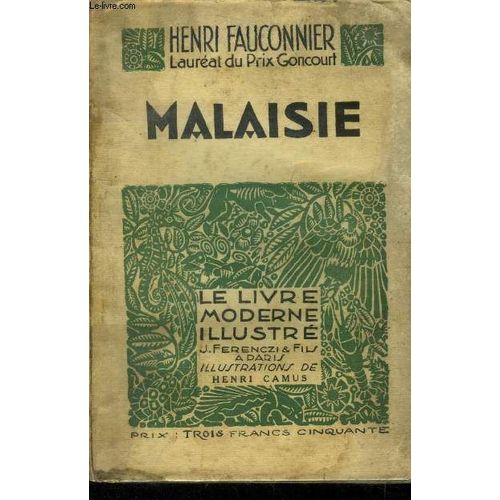 Le-livre.com
HENRI FAUCONNIER
Lauréat du Prix Goncourt
MALAISIE
LE LIVRE
MODERNE
ILLUSTRÉ
J. FERENCZI & FILS
A PARIS
ILLUSTRATIONS DE
HENRI CAMUS
PRIX : TROIS FRANCS CINQUANTE